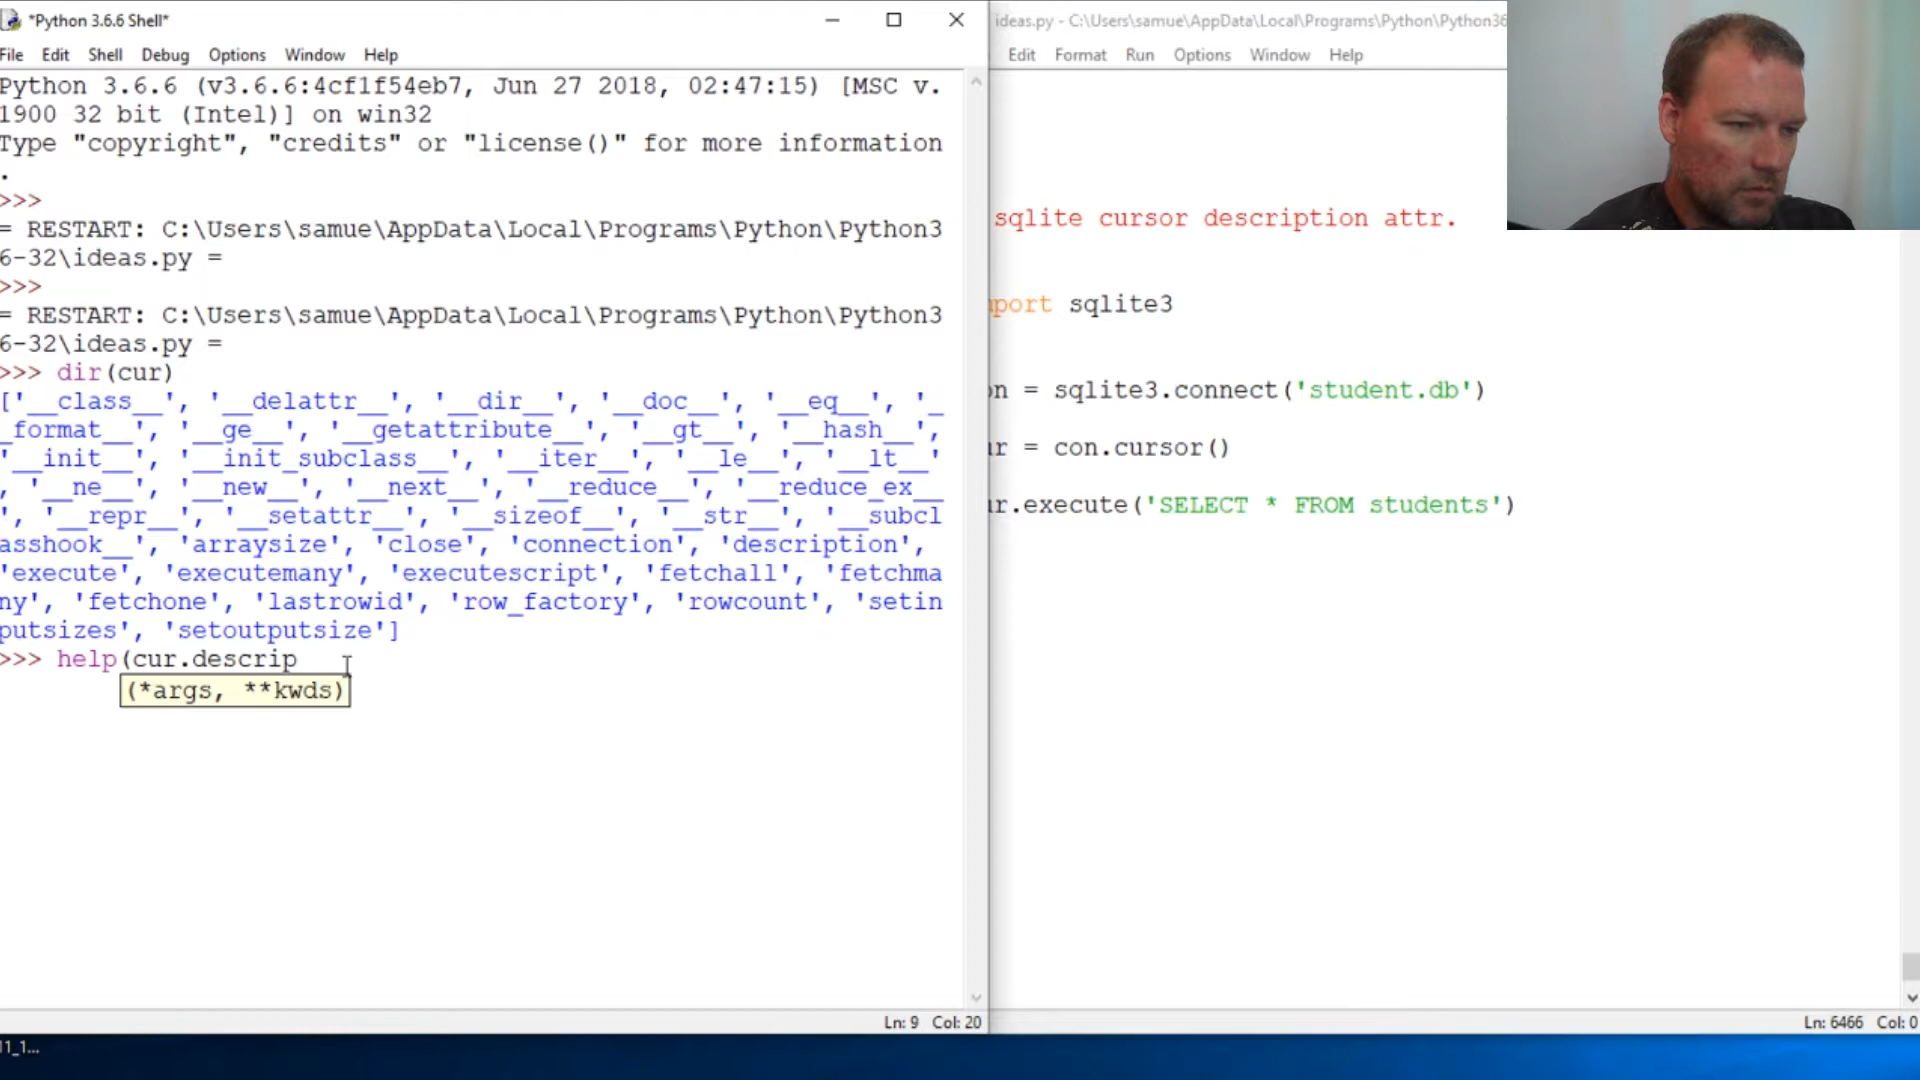 *Python 3.6.6 Shell*
File Edit Shell Debug Options Window Help
Python 3.6.6 (v3.6.6:4cf1f54eb7, Jun 27 2018, 02:47:15) [MSC v.
1900 32 bit (Intel)] on win32
Type "copyright", "credits" or "license()" for more information
.
>>>
= RESTART: C:\Users\samue\AppData\Local\Programs\Python\Python3
6-32\ideas.py =
>>>
= RESTART: C:\Users\samue\AppData\Local\Programs\Python\Python3
6-32\ideas.py =
>>> dir(cur)
['__class__', '__delattr__', '__dir__', '__doc__', '__eq__', '_
_format__', '__ge__', '__getattribute__', '__gt__', '__hash__',
'__init__', '__init_subclass__', '__iter__', '__le__', '__lt__'
, '__ne__', '__new__', '__next__', '__reduce__', '__reduce_ex__
', '__repr__', '__setattr__', '__sizeof__', '__str__', '__subcl
asshook__', 'arraysize', 'close', 'connection', 'description',
'execute', 'executemany', 'executescript', 'fetchall', 'fetchma
ny', 'fetchone', 'lastrowid', 'row_factory', 'rowcount', 'setin
putsizes', 'setoutputsize']
>>> help(cur.descrip
(*args, **kwds)
Ln: 9 Col: 20
ideas.py - C:\Users\samue\AppData\Local\Programs\Python\Python36
Edit Format Run Options Window Help
sqlite cursor description attr.
port sqlite3
on = sqlite3.connect('student.db')
ur = con.cursor()
ur.execute('SELECT * FROM students')
Ln: 6466 Col: 0
11_1...